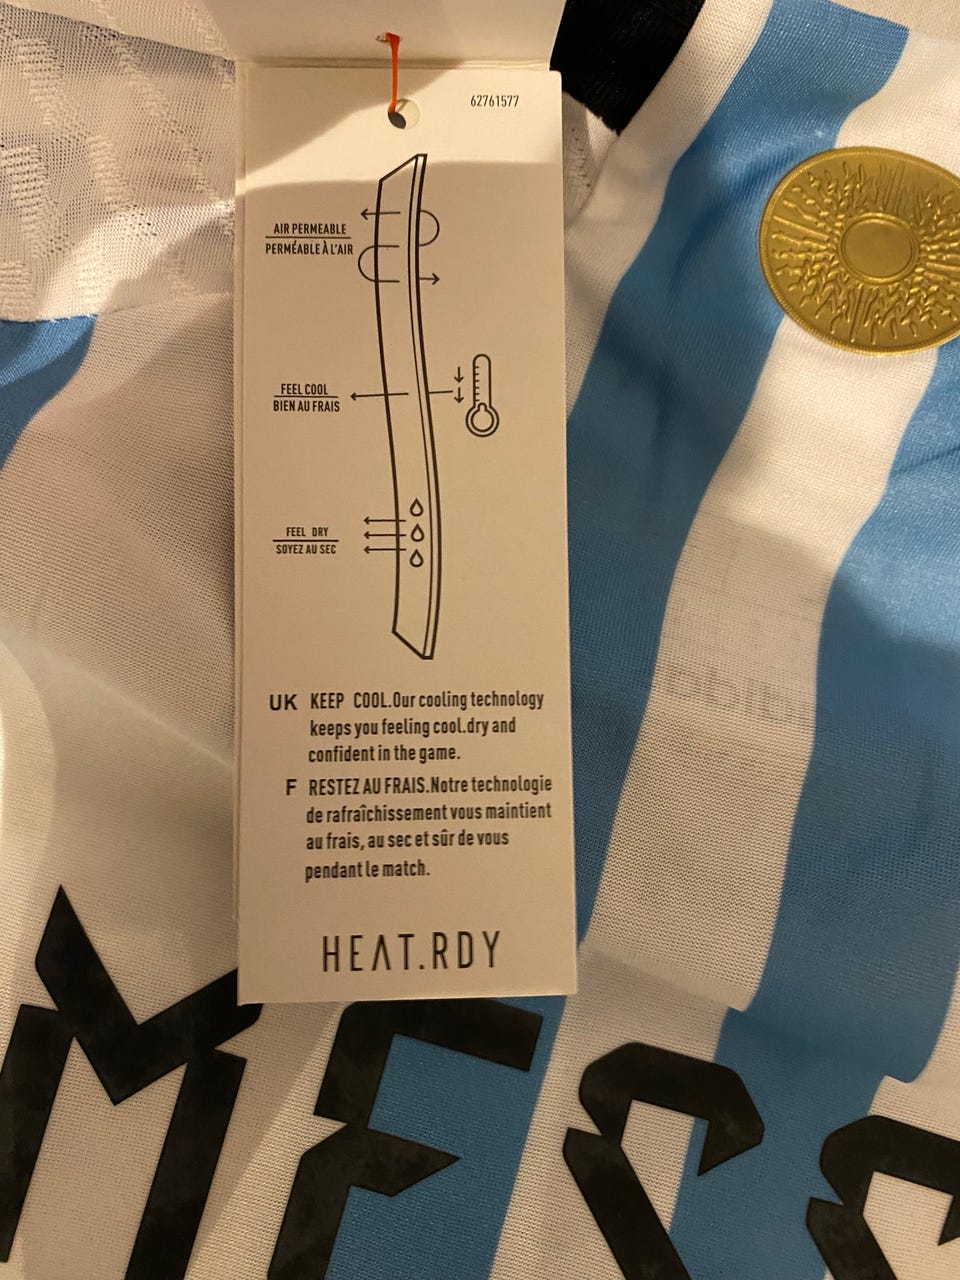 62761577
AIR PERMEABLE
PERMÉABLE À L'AIR
FEEL COOL
BIEN AU FRAIS
FEEL DRY
SOYEZ AU SEC
UK KEEP COOL.Our cooling technology
keeps you feeling cool.dry and
confident in the game.
F RESTEZ AU FRAIS.Notre technologie
de rafraîchissement vous maintient
au frais, au sec et sûr de vous
pendant le match.
HEAT.RDY
MESS